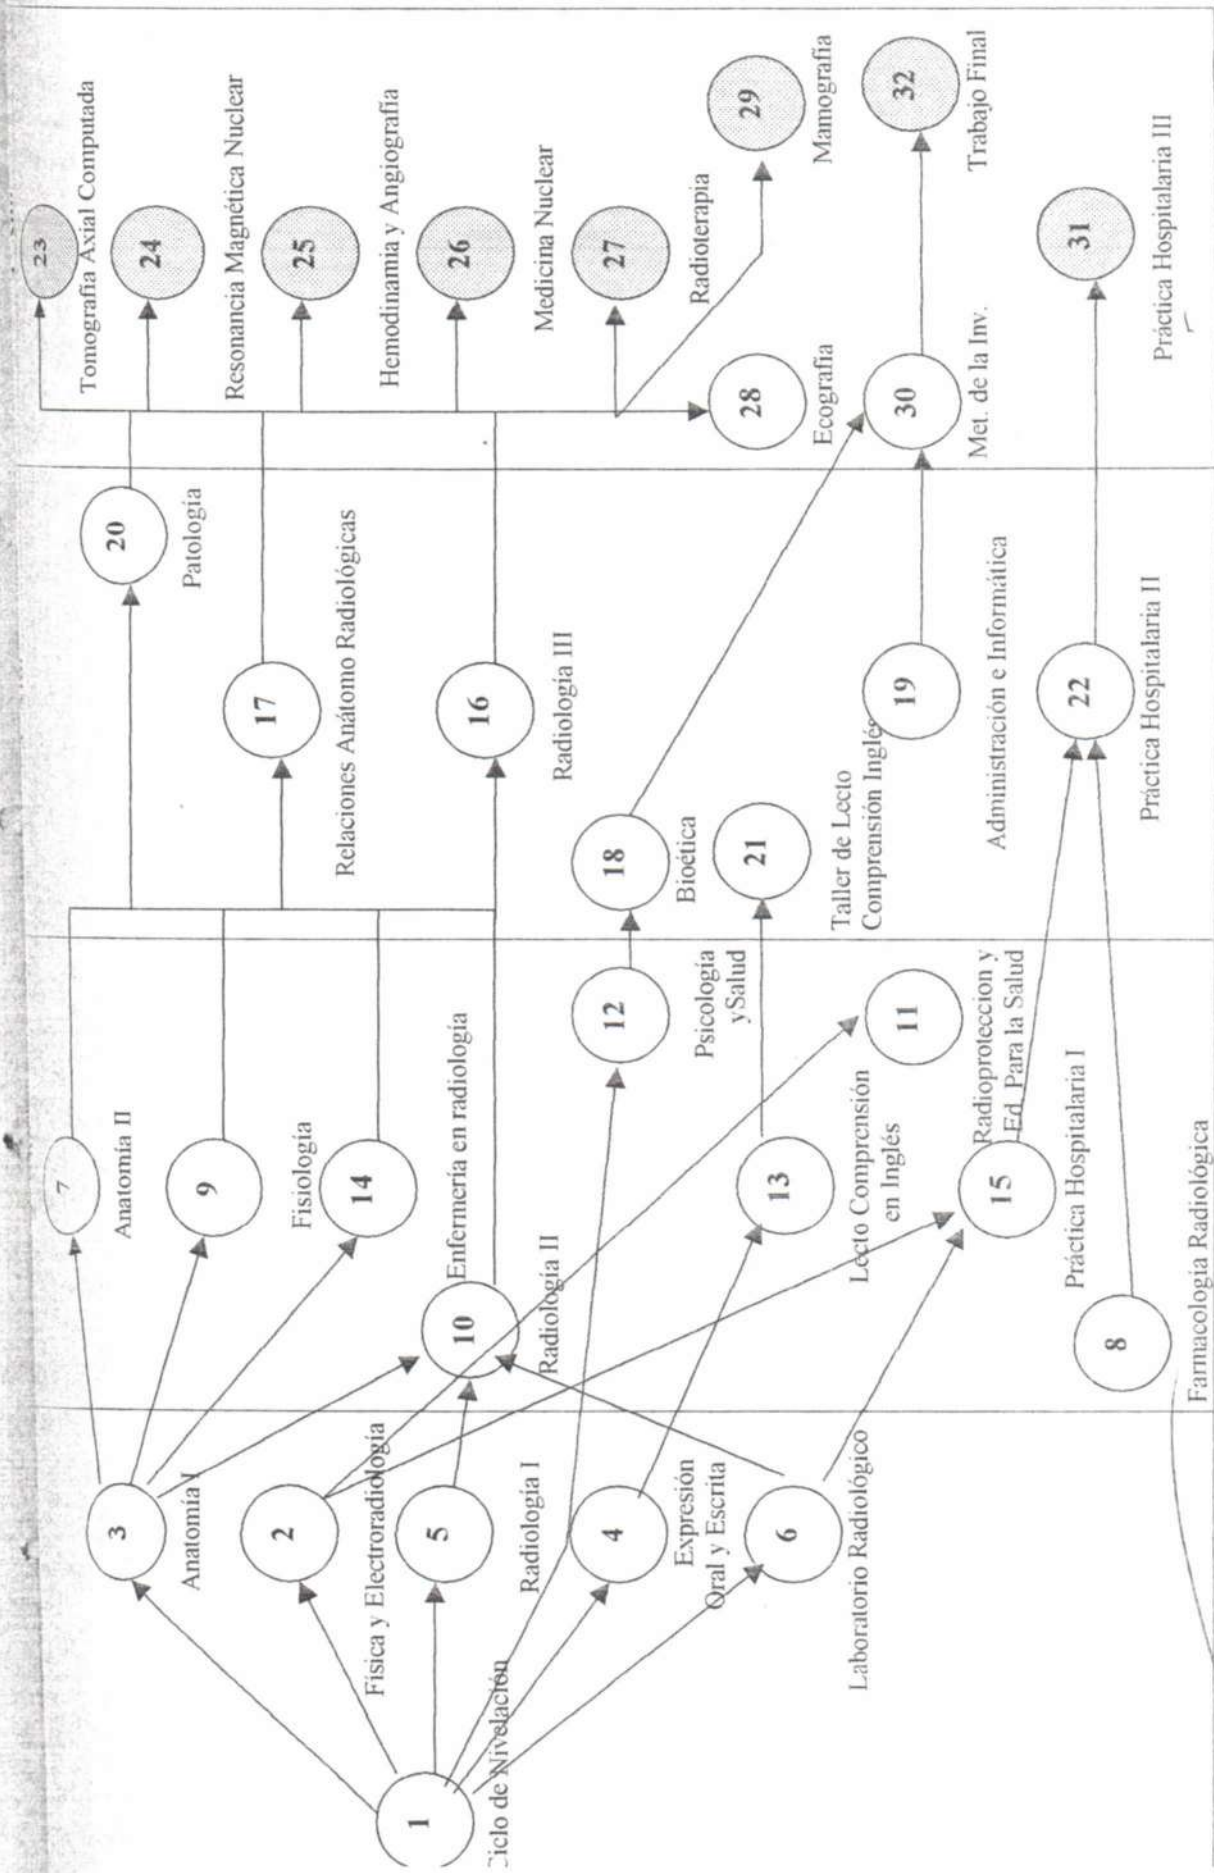 1
Ciclo de Nivelación
3
Anatomía I
2
Física y Electroradiología
5
Radiología I
4
Expresión
Oral y Escrita
6
Laboratorio Radiológico
7
Anatomía II
9
Fisiología
14
Enfermería en radiología
10
Radiología II
12
Psicología
ySalud
13
Lecto Comprensión
en Inglés
11
Radioproteccion y
Ed. Para la Salud
15
Práctica Hospitalaria I
8
Farmacología Radiológica
20
Patología
17
Relaciones Anátomo Radiológicas
16
Radiología III
18
Bioética
21
Taller de Lecto
Comprensión Inglés
19
Administración e Informática
22
Práctica Hospitalaria II
23
Tomografía Axial Computada
24
Resonancia Magnética Nuclear
25
Hemodinamia y Angiografía
26
Medicina Nuclear
27
Radioterapia
28
Ecografía
29
Mamografía
30
Met. de la Inv.
32
Trabajo Final
31
Práctica Hospitalaria III